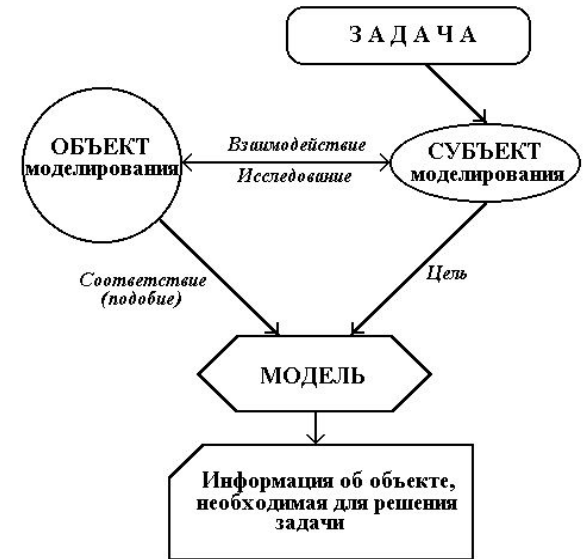 З А Д А Ч А
ОБЪЕКТ
моделирования
Взаимодействие
Исследование
СУБЪЕКТ
моделирования
Соответствие
(подобие)
Цель
МОДЕЛЬ
Информация об объекте,
необходимая для решения
задачи